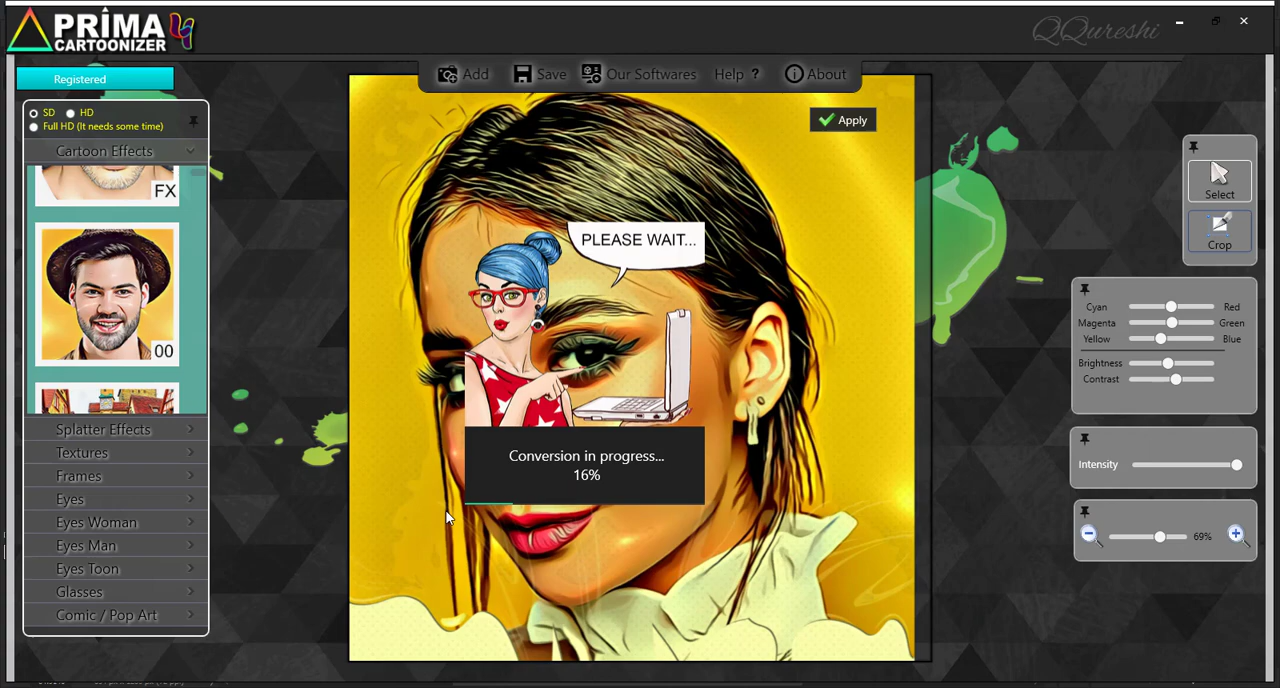 PRIMA
CARTOONIZER
QQureshi
Registered
Add
Save
Our Softwares
Help ?
About
SD
HD
Full HD (It needs some time)
Cartoon Effects
FX
00
Splatter Effects
Textures
Frames
Eyes
Eyes Woman
Eyes Man
Eyes Toon
Glasses
Comic / Pop Art
Apply
PLEASE WAIT...
Conversion in progress...
16%
Select
Crop
Cyan Red
Magenta Green
Yellow Blue
Brightness
Contrast
Intensity
69%